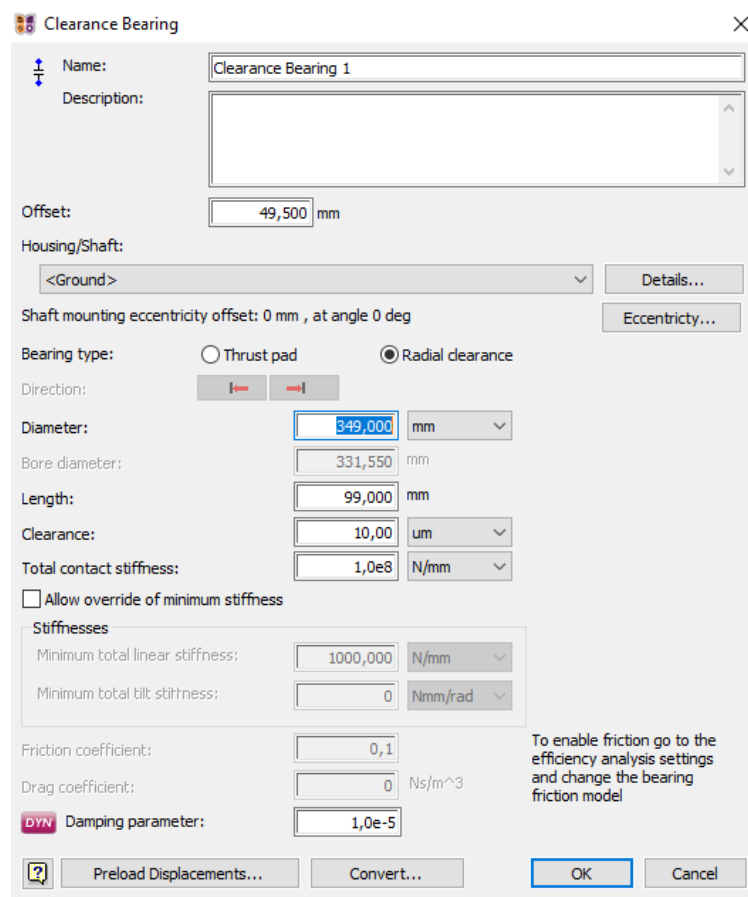 Clearance Bearing
Name: Clearance Bearing 1
Description:
Offset: 49,500 mm
Housing/Shaft:
<Ground> Details...
Shaft mounting eccentricity offset: 0 mm , at angle 0 deg Eccentricty...
Bearing type: Thrust pad Radial clearance
Direction:
Diameter: 349,000 mm
Bore diameter: 331,550 mm
Length: 99,000 mm
Clearance: 10,00 um
Total contact stiffness: 1,0e8 N/mm
Allow override of minimum stiffness
Stiffnesses
Minimum total linear stiffness: 1000,000 N/mm
Minimum total tilt stiffness: 0 Nmm/rad
Friction coefficient: 0,1
Drag coefficient: 0 Ns/m^3
To enable friction go to the
efficiency analysis settings
and change the bearing
friction model
DYN Damping parameter: 1,0e-5
? Preload Displacements... Convert... OK Cancel